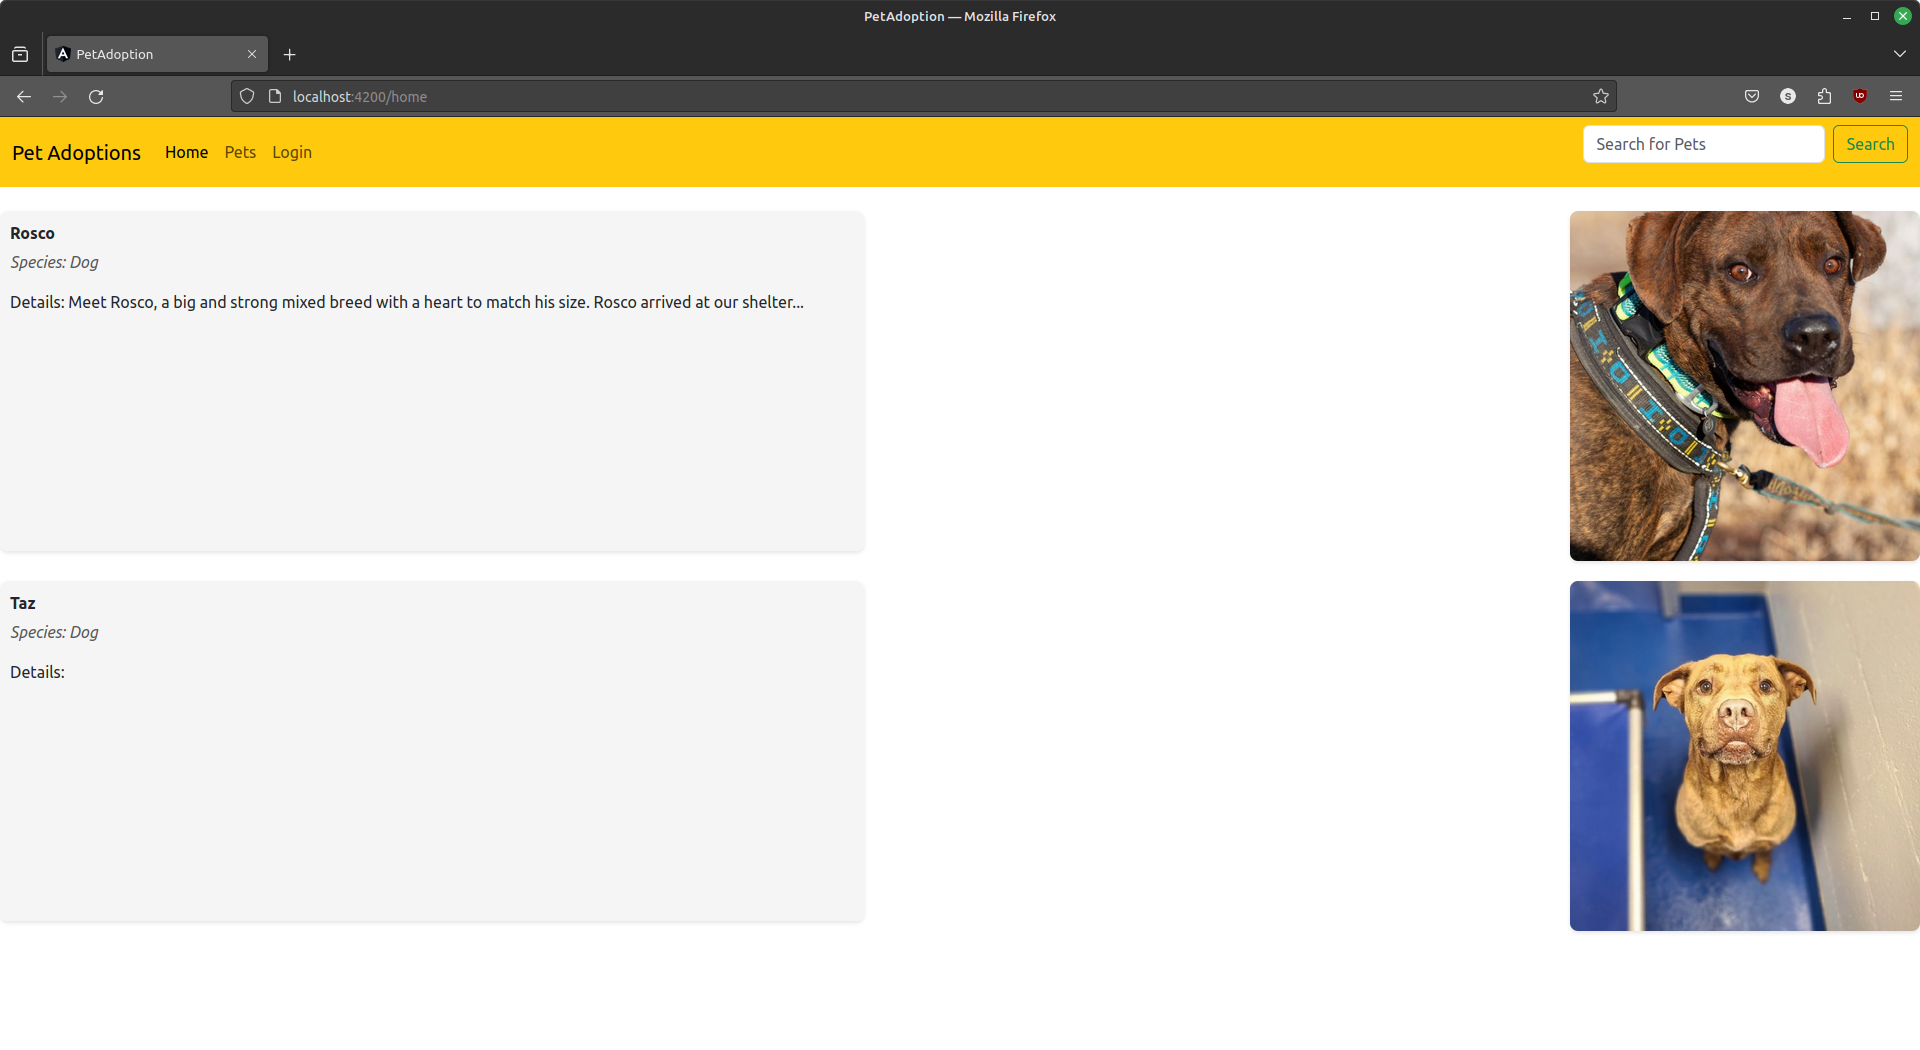 PetAdoption — Mozilla Firefox
PetAdoption
localhost:4200/home
S
UO
Pet Adoptions
Home
Pets
Login
Search for Pets
Search
Rosco
Species: Dog
Details: Meet Rosco, a big and strong mixed breed with a heart to match his size. Rosco arrived at our shelter...
Taz
Species: Dog
Details: